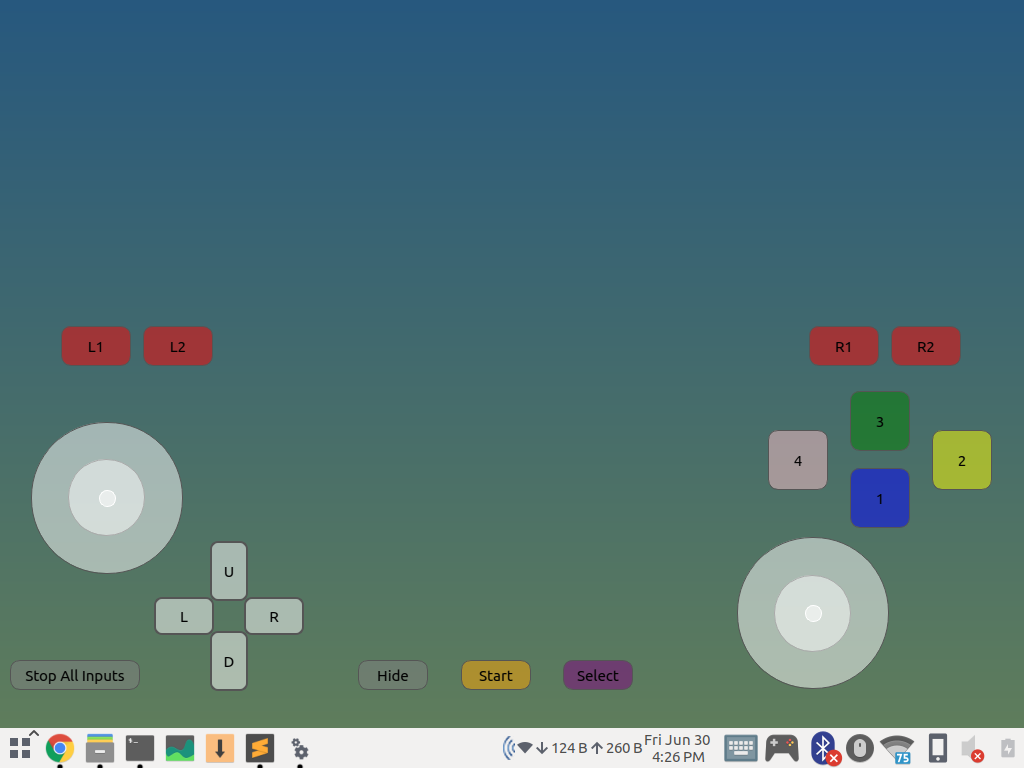 L1
L2
R1
R2
3
4
2
1
U
L
R
D
Stop All Inputs
Hide
Start
Select
124 B
260 B
Fri Jun 30
4:26 PM
75